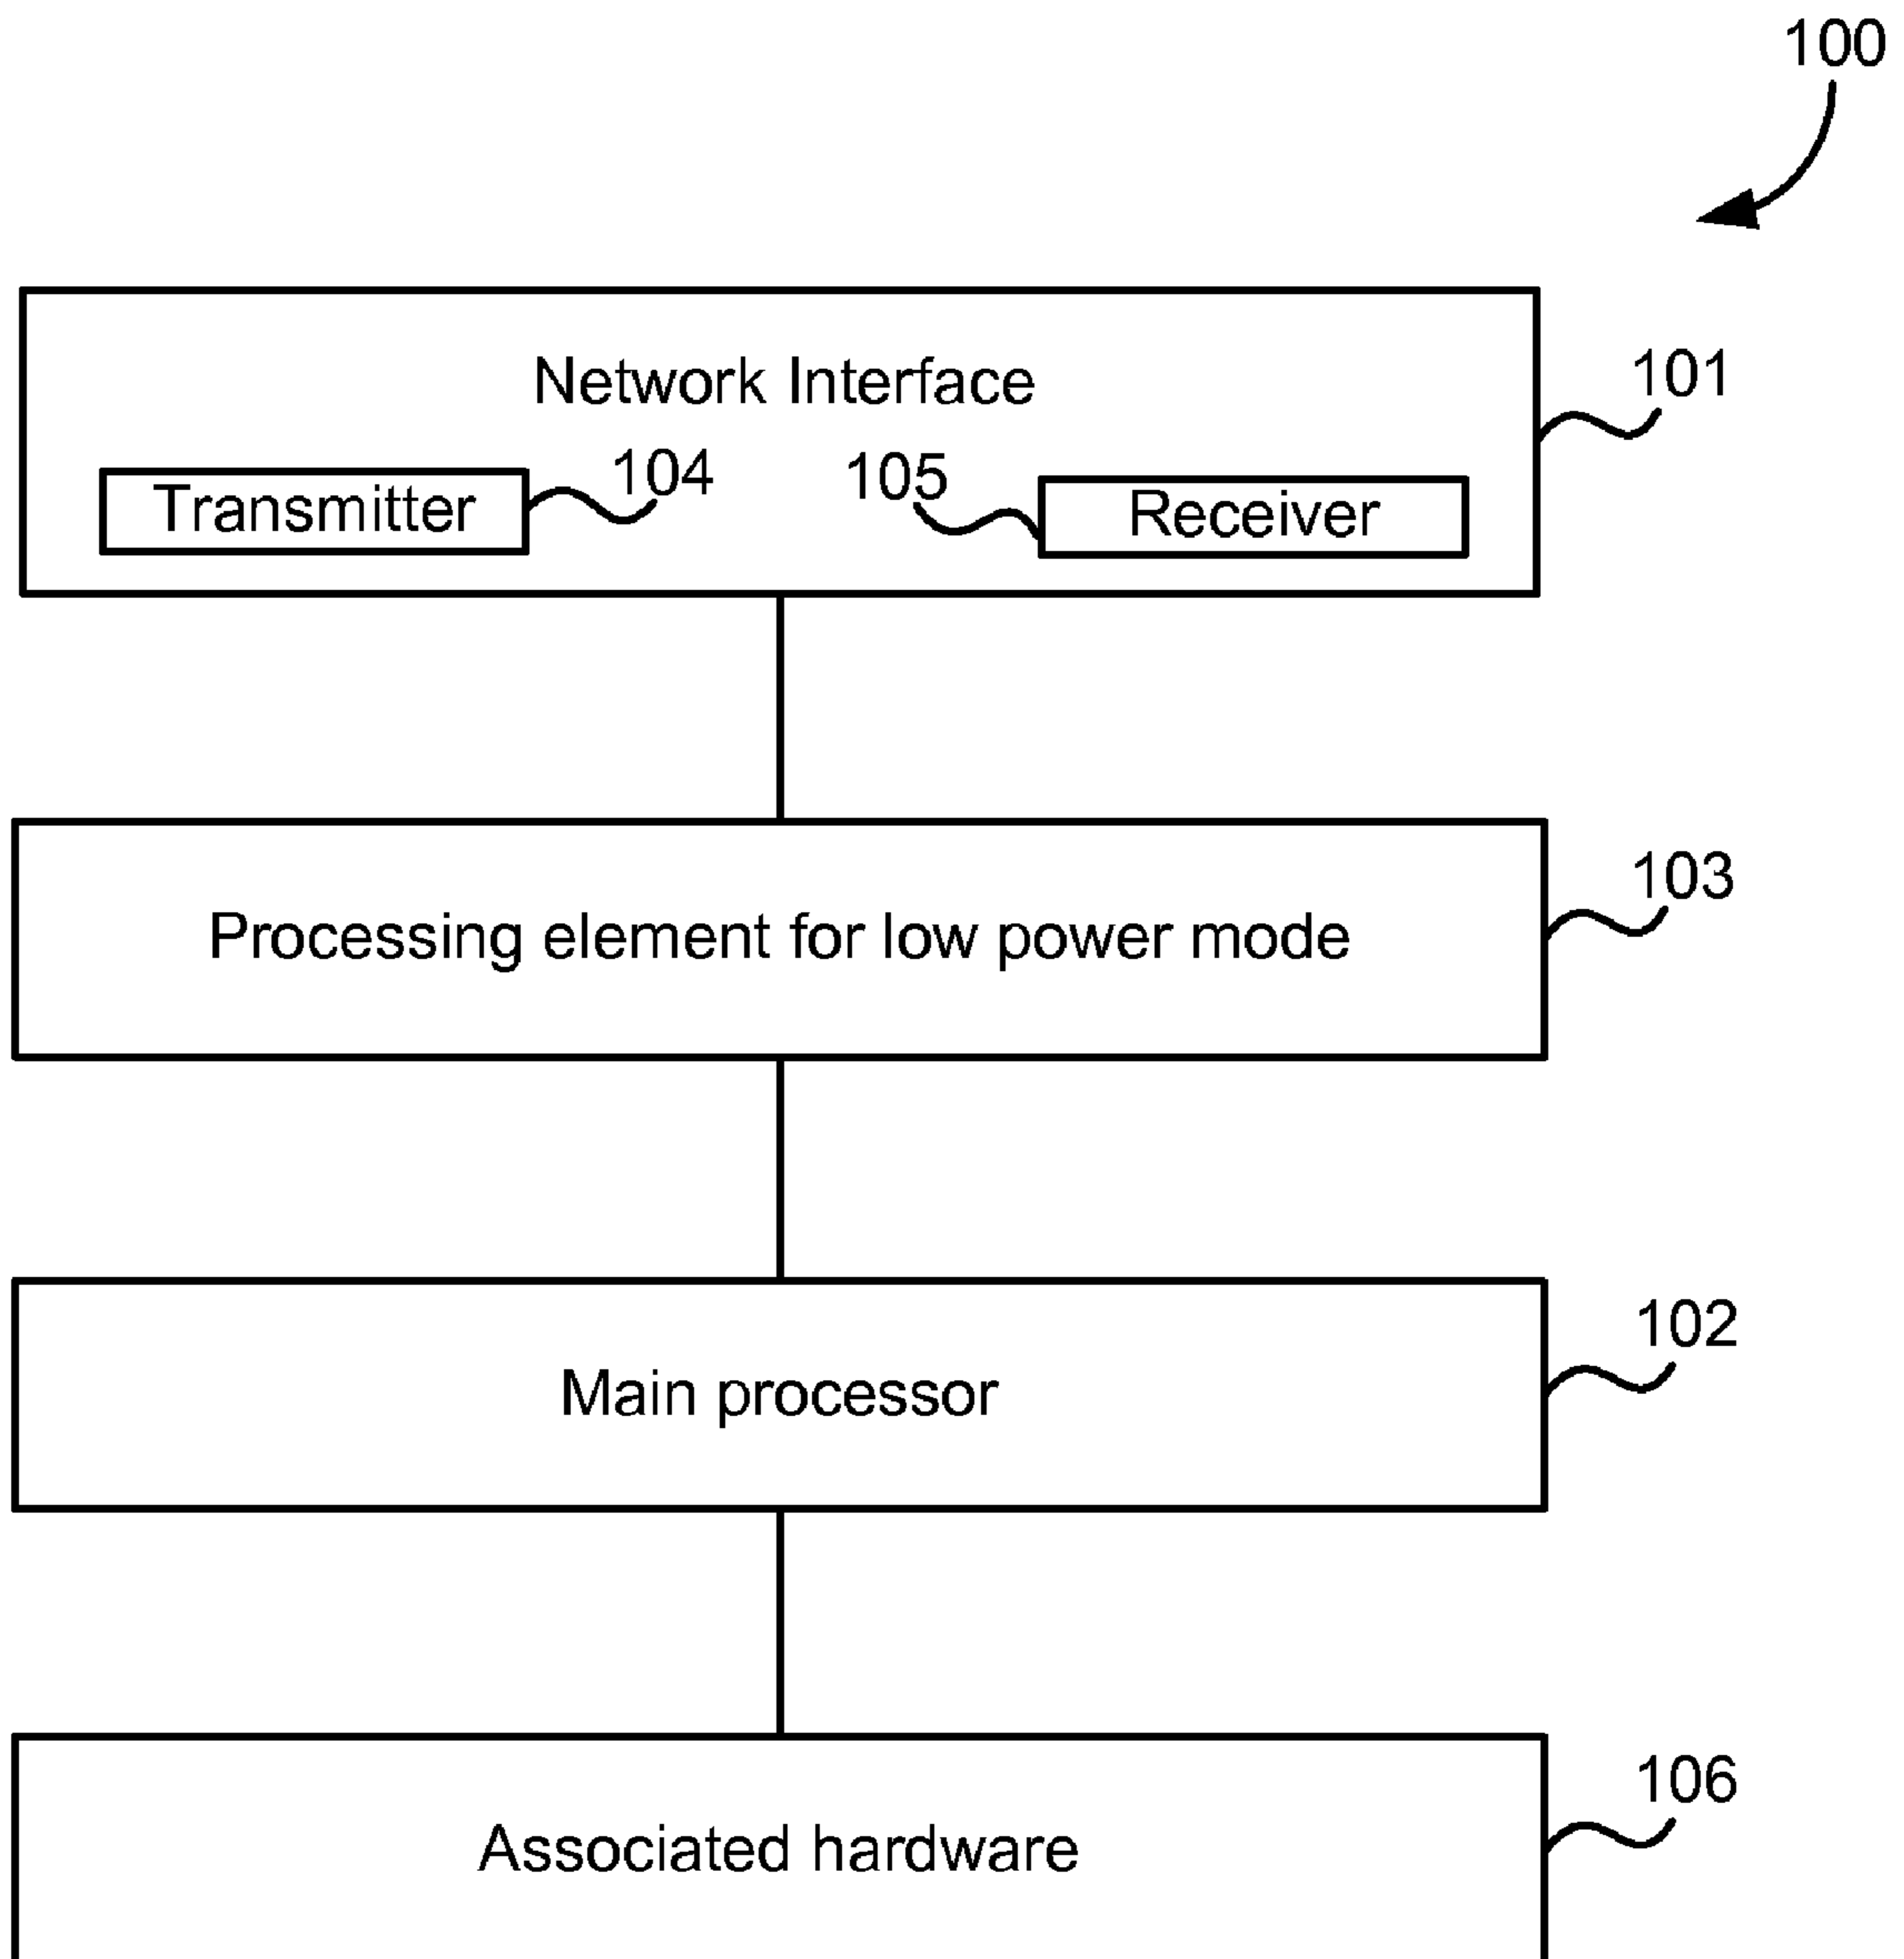 100
Network Interface
101
Transmitter
104
105
Receiver
Processing element for low power mode
103
Main processor
102
Associated hardware
106